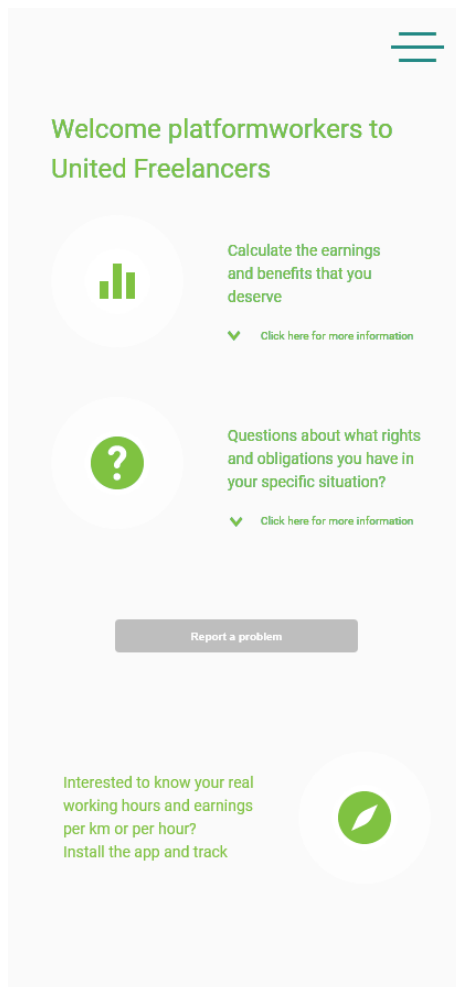 Welcome platformworkers to
United Freelancers
Calculate the earnings
and benefits that you
deserve
Click here for more information
Questions about what rights
and obligations you have in
your specific situation?
Click here for more information
Report a problem
Interested to know your real
working hours and earnings
per km or per hour?
Install the app and track